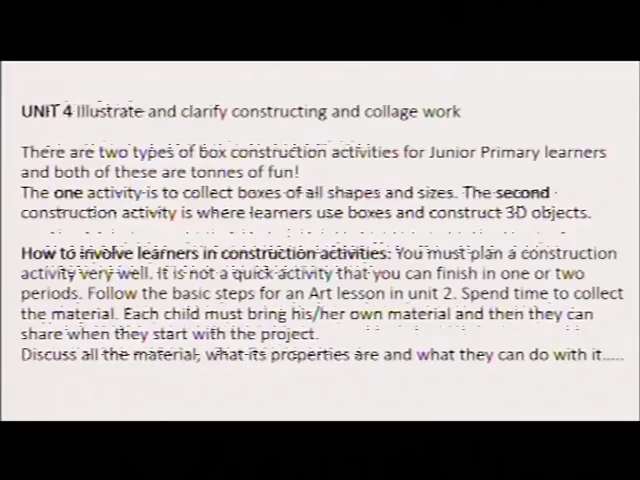 UNIT 4 Illustrate and clarify constructing and collage work
There are two types of box construction activities for Junior Primary learners
and both of these are tonnes of fun!
The one activity is to collect boxes of all shapes and sizes. The second
construction activity is where learners use boxes and construct 3D objects.
How to involve learners in construction activities: You must plan a construction
activity very well. It is not a quick activity that you can finish in one or two
periods. Follow the basic steps for an Art lesson in unit 2. Spend time to collect
the material. Each child must bring his/her own material and then they can
share when they start with the project.
Discuss all the material, what its properties are and what they can do with it.....